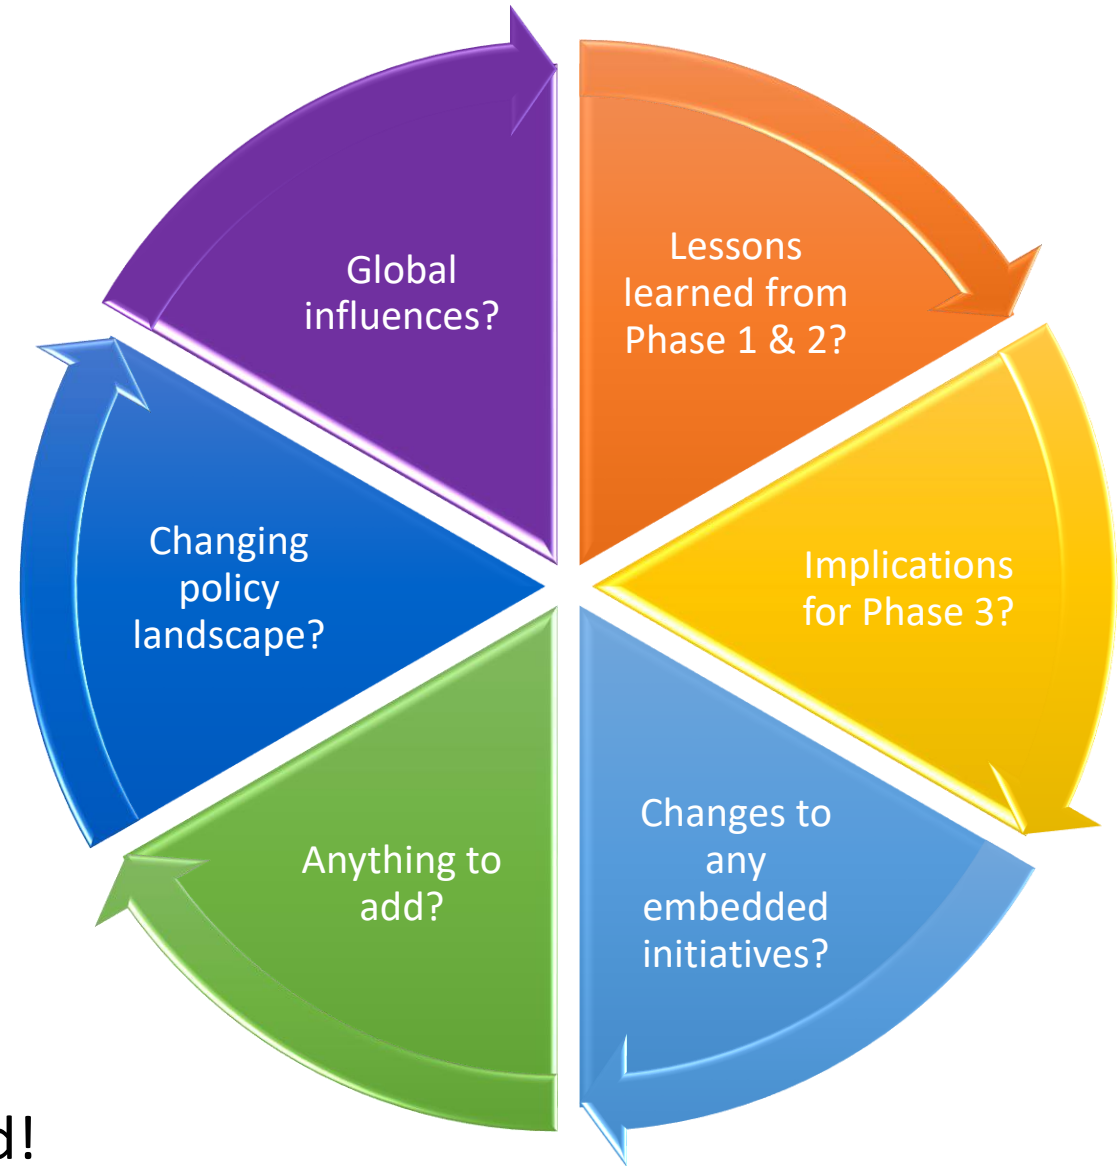 Global
influences?
Lessons
learned from
Phase 1 & 2?
Implications
for Phase 3?
Changes to
any
embedded
initiatives?
Anything to
add?
Changing
policy
landscape?
d!